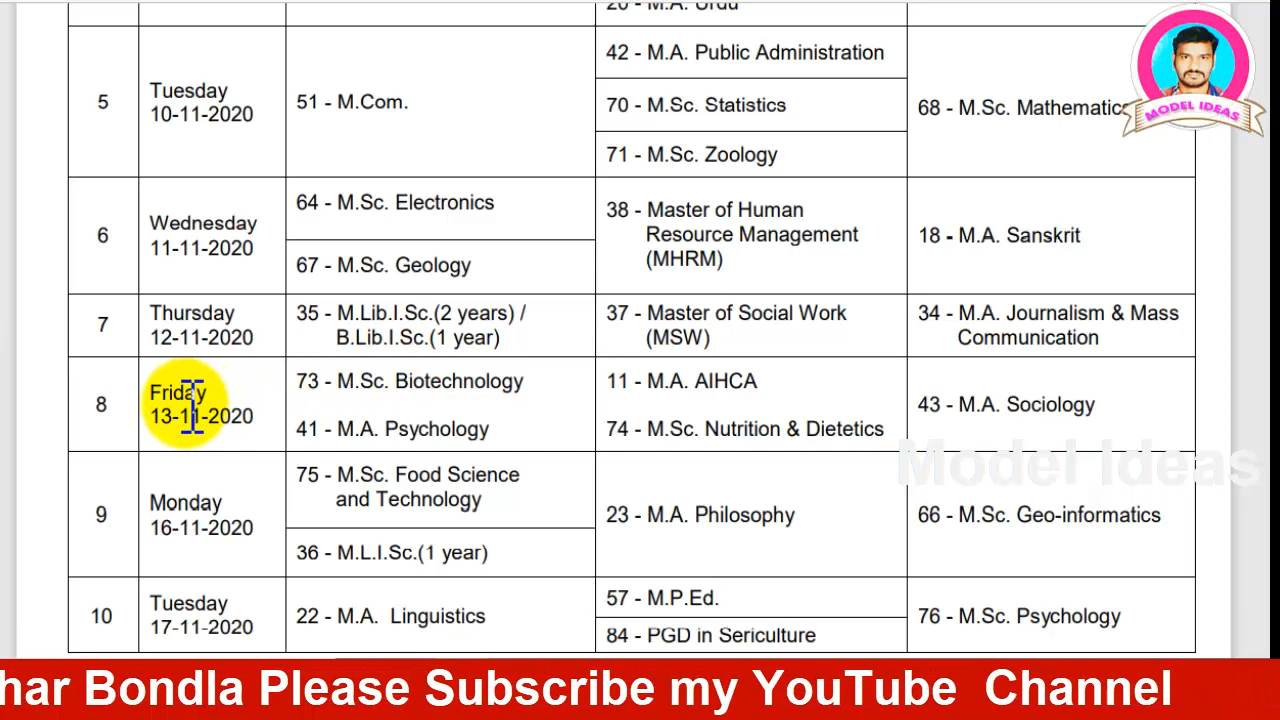 20 - M.A. Urdu
5
Tuesday
10-11-2020
51 - M.Com.
42 - M.A. Public Administration
70 - M.Sc. Statistics
71 - M.Sc. Zoology
68 - M.Sc. Mathematics
MODEL IDEAS
6
Wednesday
11-11-2020
64 - M.Sc. Electronics
67 - M.Sc. Geology
38 - Master of Human
Resource Management
(MHRM)
18 - M.A. Sanskrit
7
Thursday
12-11-2020
35 - M.Lib.I.Sc.(2 years) /
B.Lib.I.Sc.(1 year)
37 - Master of Social Work
(MSW)
34 - M.A. Journalism & Mass
Communication
8
Friday
13-11-2020
73 - M.Sc. Biotechnology
41 - M.A. Psychology
11 - M.A. AIHCA
74 - M.Sc. Nutrition & Dietetics
43 - M.A. Sociology
Model Ideas
9
Monday
16-11-2020
75 - M.Sc. Food Science
and Technology
36 - M.L.I.Sc.(1 year)
23 - M.A. Philosophy
66 - M.Sc. Geo-informatics
10
Tuesday
17-11-2020
22 - M.A. Linguistics
57 - M.P.Ed.
84 - PGD in Sericulture
76 - M.Sc. Psychology
har Bondla Please Subscribe my YouTube Channel